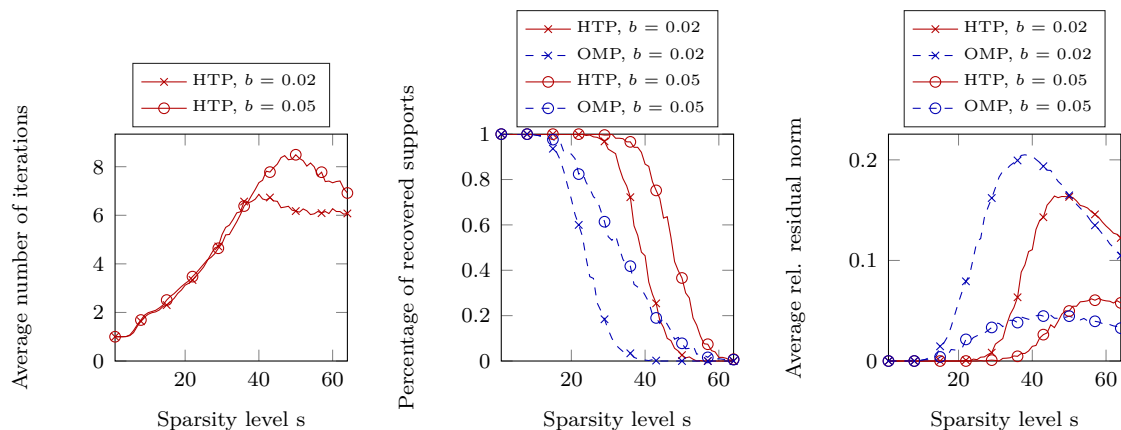 HTP, b = 0.02
HTP, b = 0.05
Average number of iterations
8
6
4
2
0
20
40
60
Sparsity level s
HTP, b = 0.02
OMP, b = 0.02
HTP, b = 0.05
OMP, b = 0.05
Percentage of recovered supports
1
0.8
0.6
0.4
0.2
0
20
40
60
Sparsity level s
HTP, b = 0.02
OMP, b = 0.02
HTP, b = 0.05
OMP, b = 0.05
Average rel. residual norm
0.2
0.1
0
20
40
60
Sparsity level s